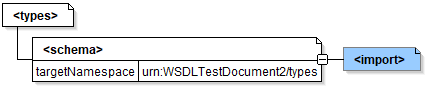 <types>
<schema>
targetNamespace urn:WSDLTestDocument2/types
<import>